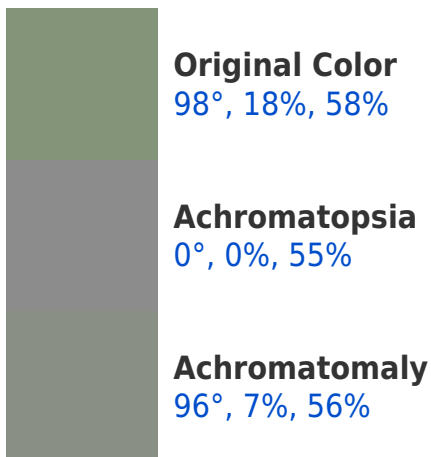 Original Color
98°, 18%, 58%
Achromatopsia
0°, 0%, 55%
Achromatomaly
96°, 7%, 56%